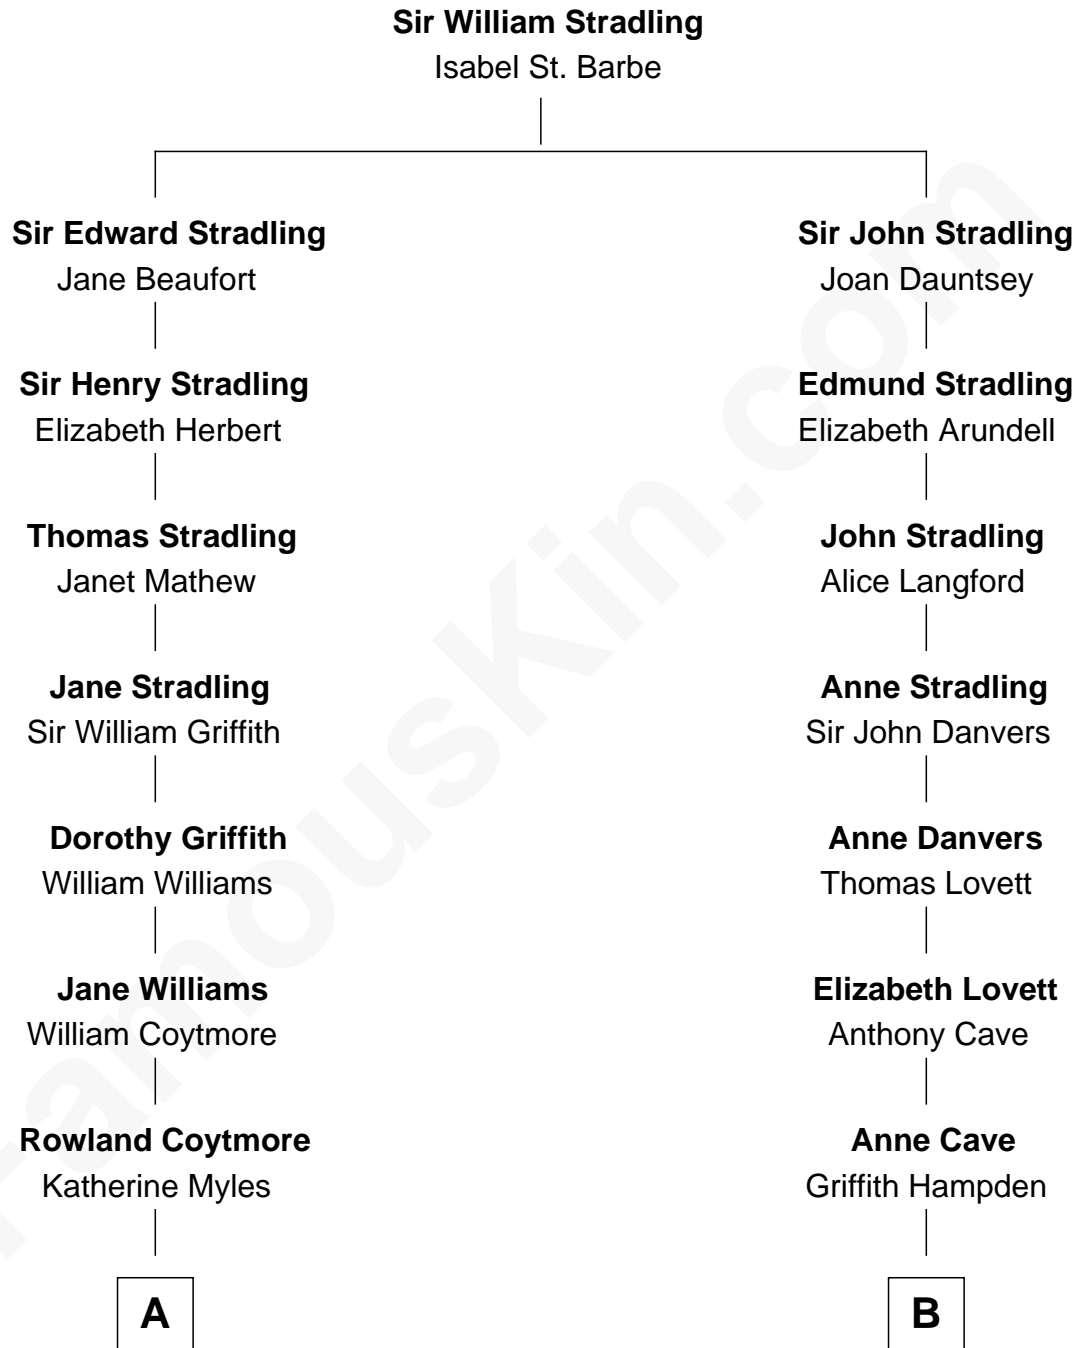 Sir William Stradling
Isabel St. Barbe
Sir Edward Stradling
Jane Beaufort
Sir Henry Stradling
Elizabeth Herbert
Thomas Stradling
Janet Mathew
Jane Stradling
Sir William Griffith
Dorothy Griffith
William Williams
Jane Williams
William Coytmore
Rowland Coytmore
Katherine Myles
A
Sir John Stradling
Joan Dauntsey
Edmund Stradling
Elizabeth Arundell
John Stradling
Alice Langford
Anne Stradling
Sir John Danvers
Anne Danvers
Thomas Lovett
Elizabeth Lovett
Anthony Cave
Anne Cave
Griffith Hampden
B
FamousKin.com